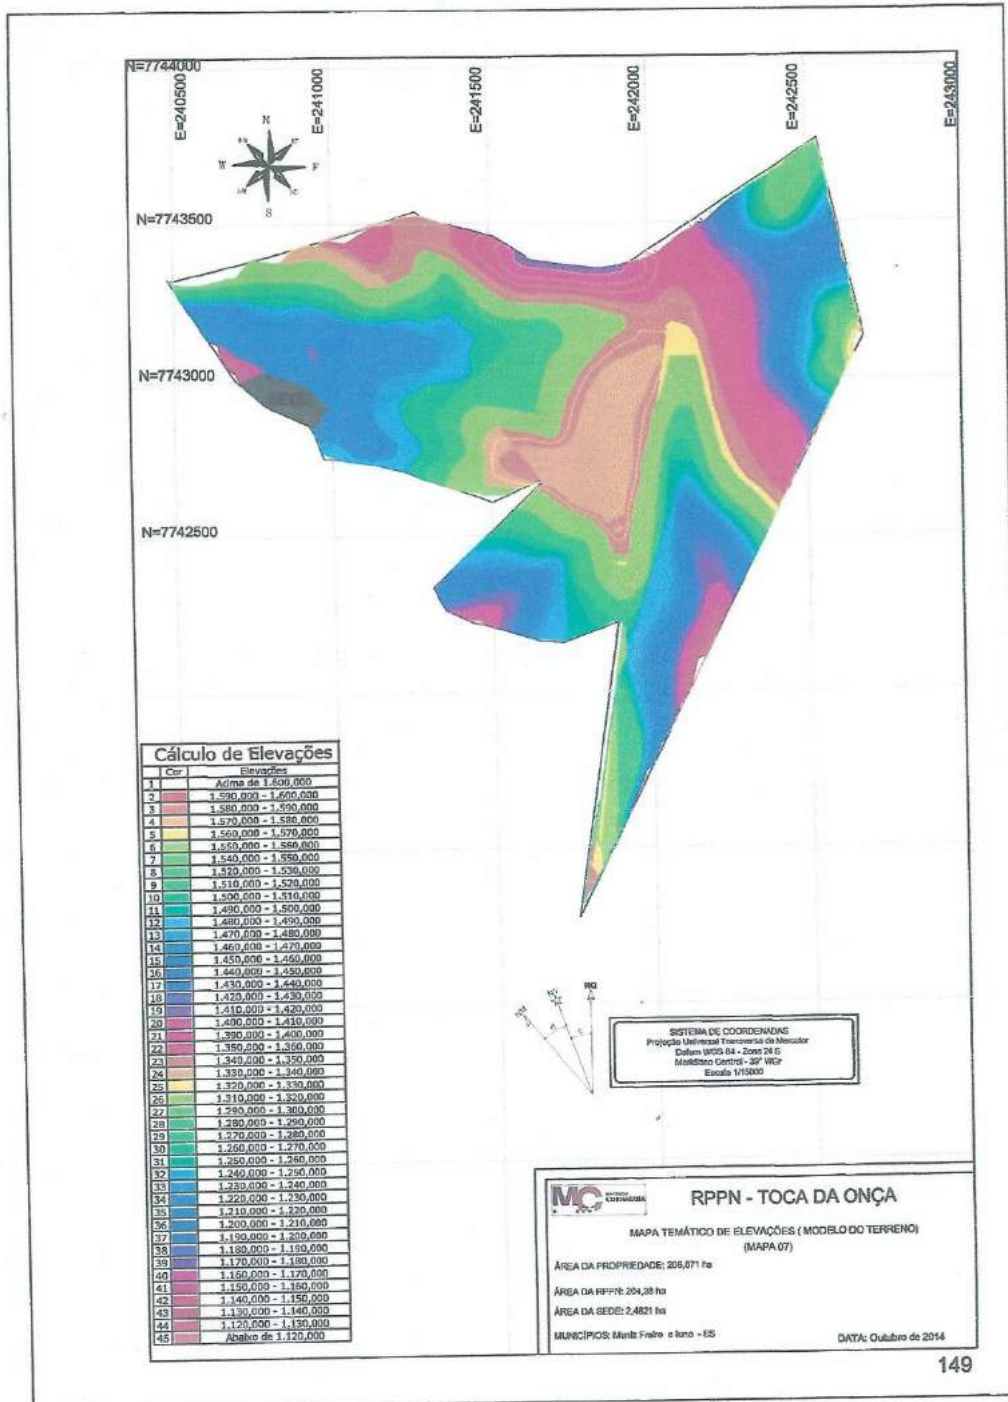 N=7744000
E=240500
E=241000
E=241500
E=242000
E=242500
E=243000
N
W
S
N=7743500
N=7743000
N=7742500
Cálculo de Elevações
Cor Elevações
1 Acima de 1.600,000
2 1.590,000 - 1.600,000
3 1.580,000 - 1.590,000
4 1.570,000 - 1.580,000
5 1.560,000 - 1.570,000
6 1.550,000 - 1.560,000
7 1.540,000 - 1.550,000
8 1.520,000 - 1.530,000
9 1.510,000 - 1.520,000
10 1.500,000 - 1.510,000
11 1.490,000 - 1.500,000
12 1.480,000 - 1.490,000
13 1.470,000 - 1.480,000
14 1.460,000 - 1.470,000
15 1.450,000 - 1.460,000
16 1.440,000 - 1.450,000
17 1.430,000 - 1.440,000
18 1.420,000 - 1.430,000
19 1.410,000 - 1.420,000
20 1.400,000 - 1.410,000
21 1.390,000 - 1.400,000
22 1.350,000 - 1.360,000
23 1.340,000 - 1.350,000
24 1.330,000 - 1.340,000
25 1.320,000 - 1.330,000
26 1.310,000 - 1.320,000
27 1.290,000 - 1.300,000
28 1.280,000 - 1.290,000
29 1.270,000 - 1.280,000
30 1.260,000 - 1.270,000
31 1.250,000 - 1.260,000
32 1.240,000 - 1.250,000
33 1.230,000 - 1.240,000
34 1.220,000 - 1.230,000
35 1.210,000 - 1.220,000
36 1.200,000 - 1.210,000
37 1.190,000 - 1.200,000
38 1.180,000 - 1.190,000
39 1.170,000 - 1.180,000
40 1.160,000 - 1.170,000
41 1.150,000 - 1.160,000
42 1.140,000 - 1.150,000
43 1.130,000 - 1.140,000
44 1.120,000 - 1.130,000
45 Abaixo de 1.120,000
SISTEMA DE COORDENADAS
Projeção Universal Transversa de Mercator
Datum WGS-84 - Zona 24 S
Meridiano Central - 39° WGr
Escala 1/15000
MC
RPPN - TOCA DA ONÇA
MAPA TEMÁTICO DE ELEVAÇÕES ( MODELO DO TERRENO)
(MAPA 07)
ÁREA DA PROPRIEDADE: 206,871 ha
ÁREA DA RPPN: 204,38 ha
ÁREA DA SEDE: 2,4821 ha
MUNICÍPIOS: Muniz Freire e Iuna - ES
DATA: Outubro de 2014
149